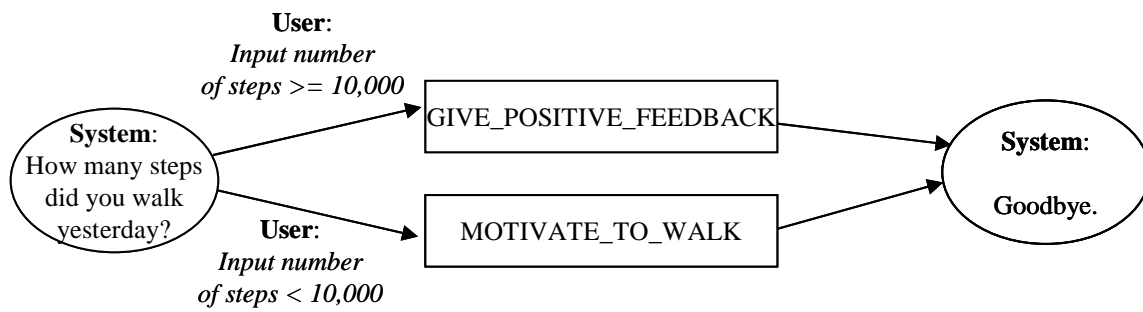 User:
Input number
of steps >= 10,000
System:
How many steps
did you walk
yesterday?
GIVE_POSITIVE_FEEDBACK
MOTIVATE_TO_WALK
User:
Input number
of steps < 10,000
System:
Goodbye.